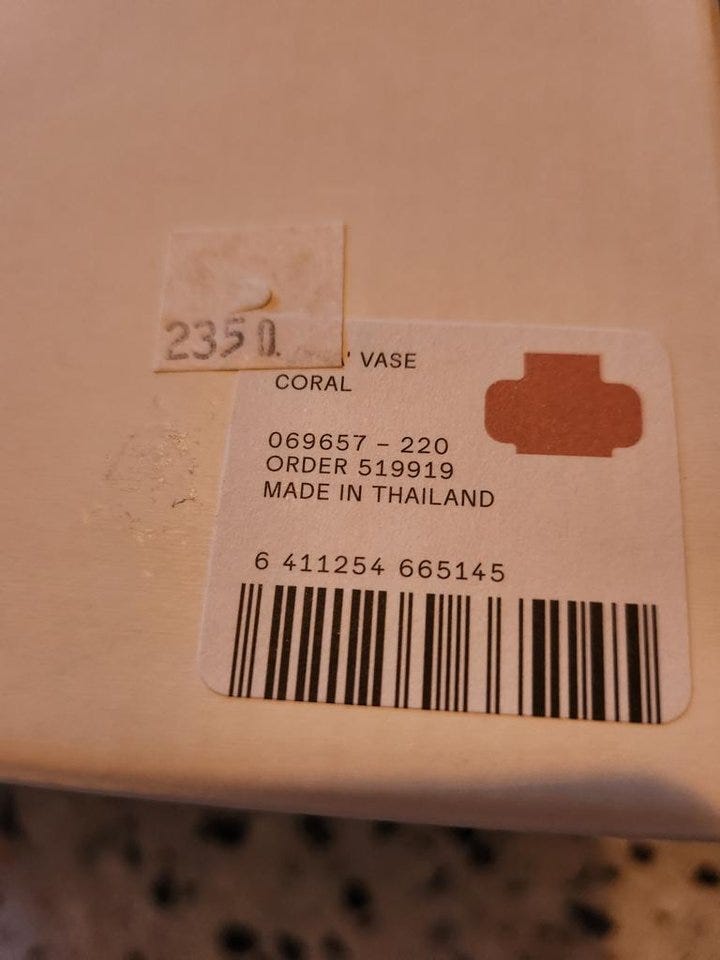 2350
VASE
CORAL
069657 - 220
ORDER 519919
MADE IN THAILAND
6 411254 665145